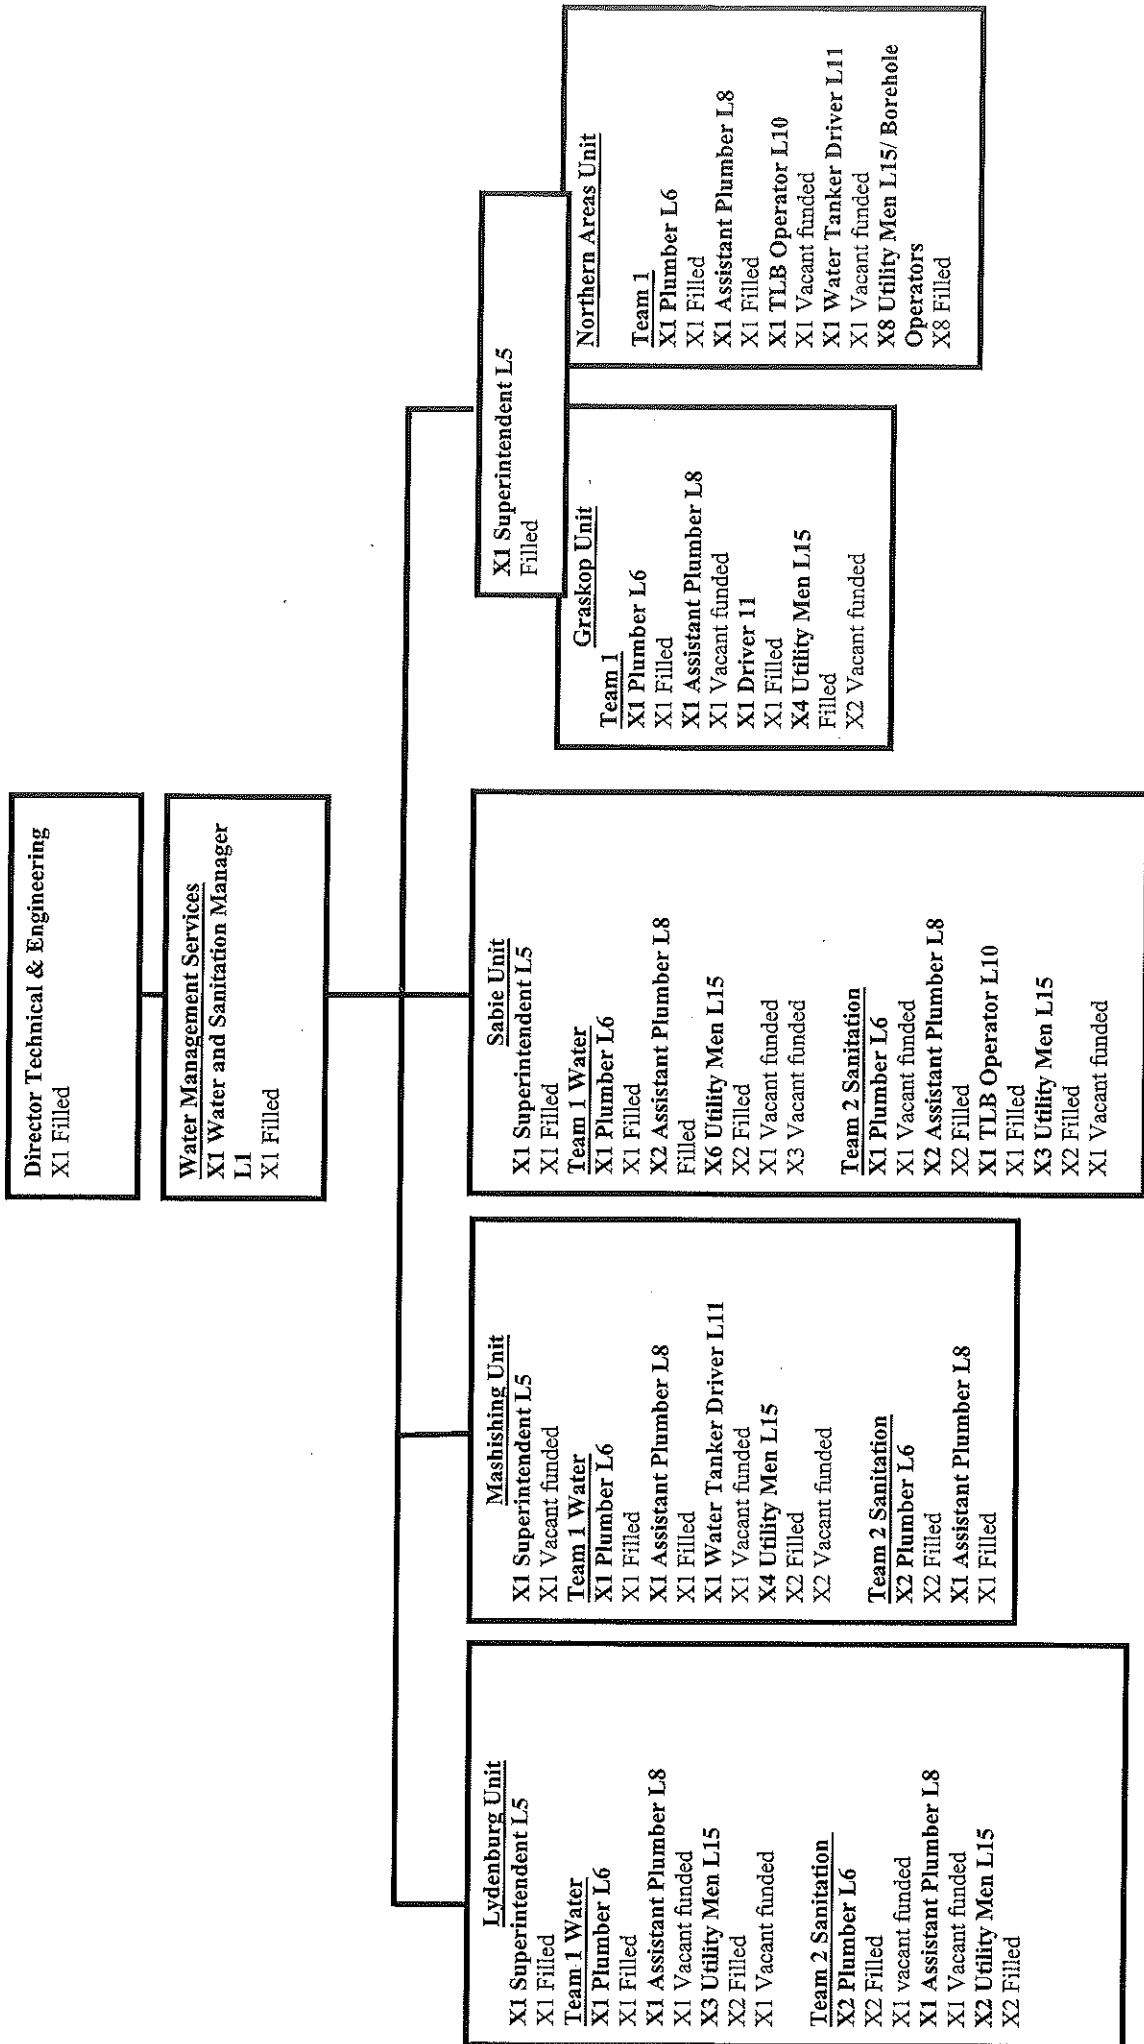 Director Technical & Engineering
X1 Filled
Water Management Services
X1 Water and Sanitation Manager
L1
X1 Filled
Lydenburg Unit
X1 Superintendent L5
X1 Filled
Team 1 Water
X1 Plumber L6
X1 Filled
X1 Assistant Plumber L8
X1 Vacant funded
X3 Utility Men L15
X2 Filled
X1 Vacant funded
Team 2 Sanitation
X2 Plumber L6
X2 Filled
X1 vacant funded
X1 Assistant Plumber L8
X1 Vacant funded
X2 Utility Men L15
X2 Filled
Mashishing Unit
X1 Superintendent L5
X1 Vacant funded
Team 1 Water
X1 Plumber L6
X1 Filled
X1 Assistant Plumber L8
X1 Filled
X1 Water Tanker Driver L11
X1 Vacant funded
X4 Utility Men L15
X2 Filled
X2 Vacant funded
Team 2 Sanitation
X2 Plumber L6
X2 Filled
X1 Assistant Plumber L8
X1 Filled
Sabie Unit
X1 Superintendent L5
X1 Filled
Team 1 Water
X1 Plumber L6
X1 Filled
X2 Assistant Plumber L8
Filled
X6 Utility Men L15
X2 Filled
X1 Vacant funded
X3 Vacant funded
Team 2 Sanitation
X1 Plumber L6
X1 Vacant funded
X2 Assistant Plumber L8
X2 Filled
X1 TLB Operator L10
X1 Filled
X3 Utility Men L15
X2 Filled
X1 Vacant funded
X1 Superintendent L5
Filled
Graskop Unit
Team 1
X1 Plumber L6
X1 Filled
X1 Assistant Plumber L8
X1 Vacant funded
X1 Driver 11
X1 Filled
X4 Utility Men L15
Filled
X2 Vacant funded
Northern Areas Unit
Team 1
X1 Plumber L6
X1 Filled
X1 Assistant Plumber L8
X1 Filled
X1 TLB Operator L10
X1 Vacant funded
X1 Water Tanker Driver L11
X1 Vacant funded
X8 Utility Men L15/ Borehole
Operators
X8 Filled